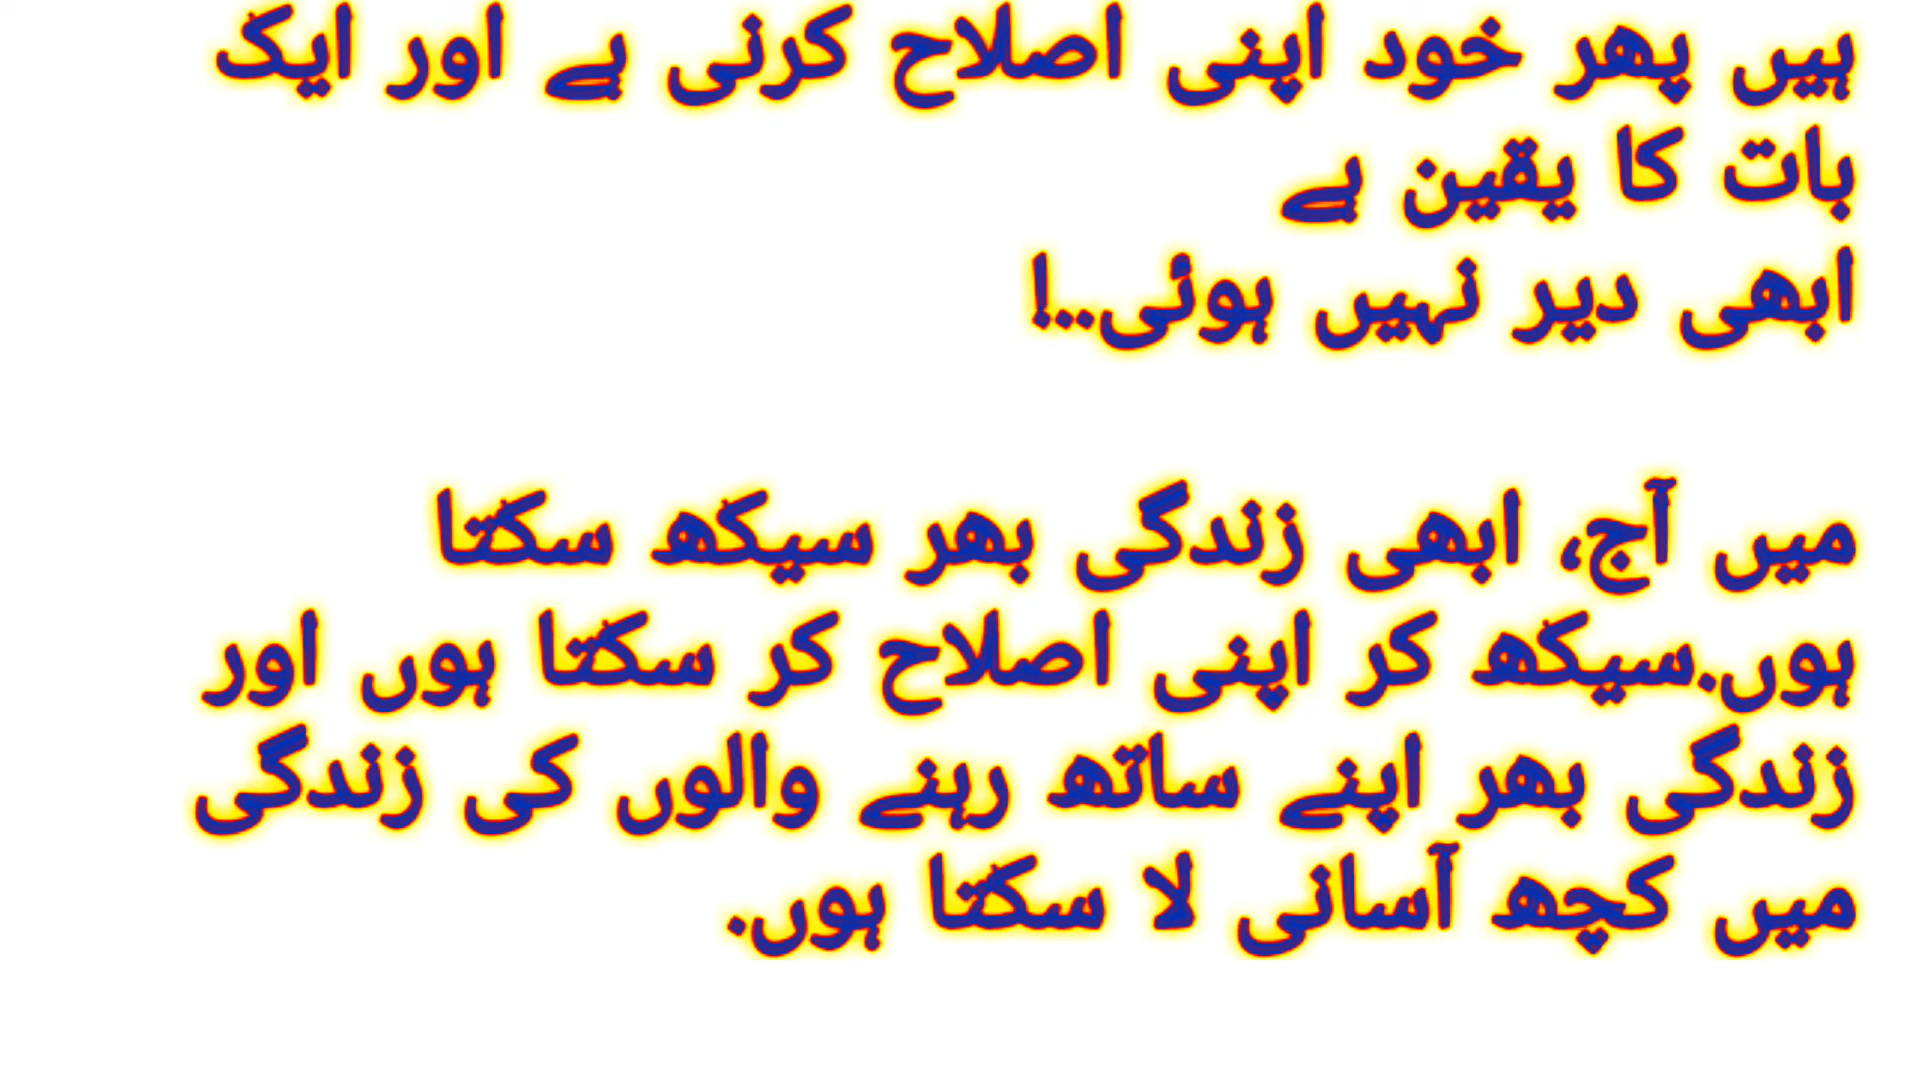 ہیں پھر خود اپنی اصلاح کرنی ہے اور ایک
بات کا یقین ہے
ابھی دیر نہیں ہوئی...!
میں آج، ابھی زندگی بھر سیکھ سکتا
ہوں.سیکھ کر اپنی اصلاح کر سکتا ہوں اور
زندگی بھر اپنے ساتھ رہنے والوں کی زندگی
میں کچھ آسانی لا سکتا ہوں.